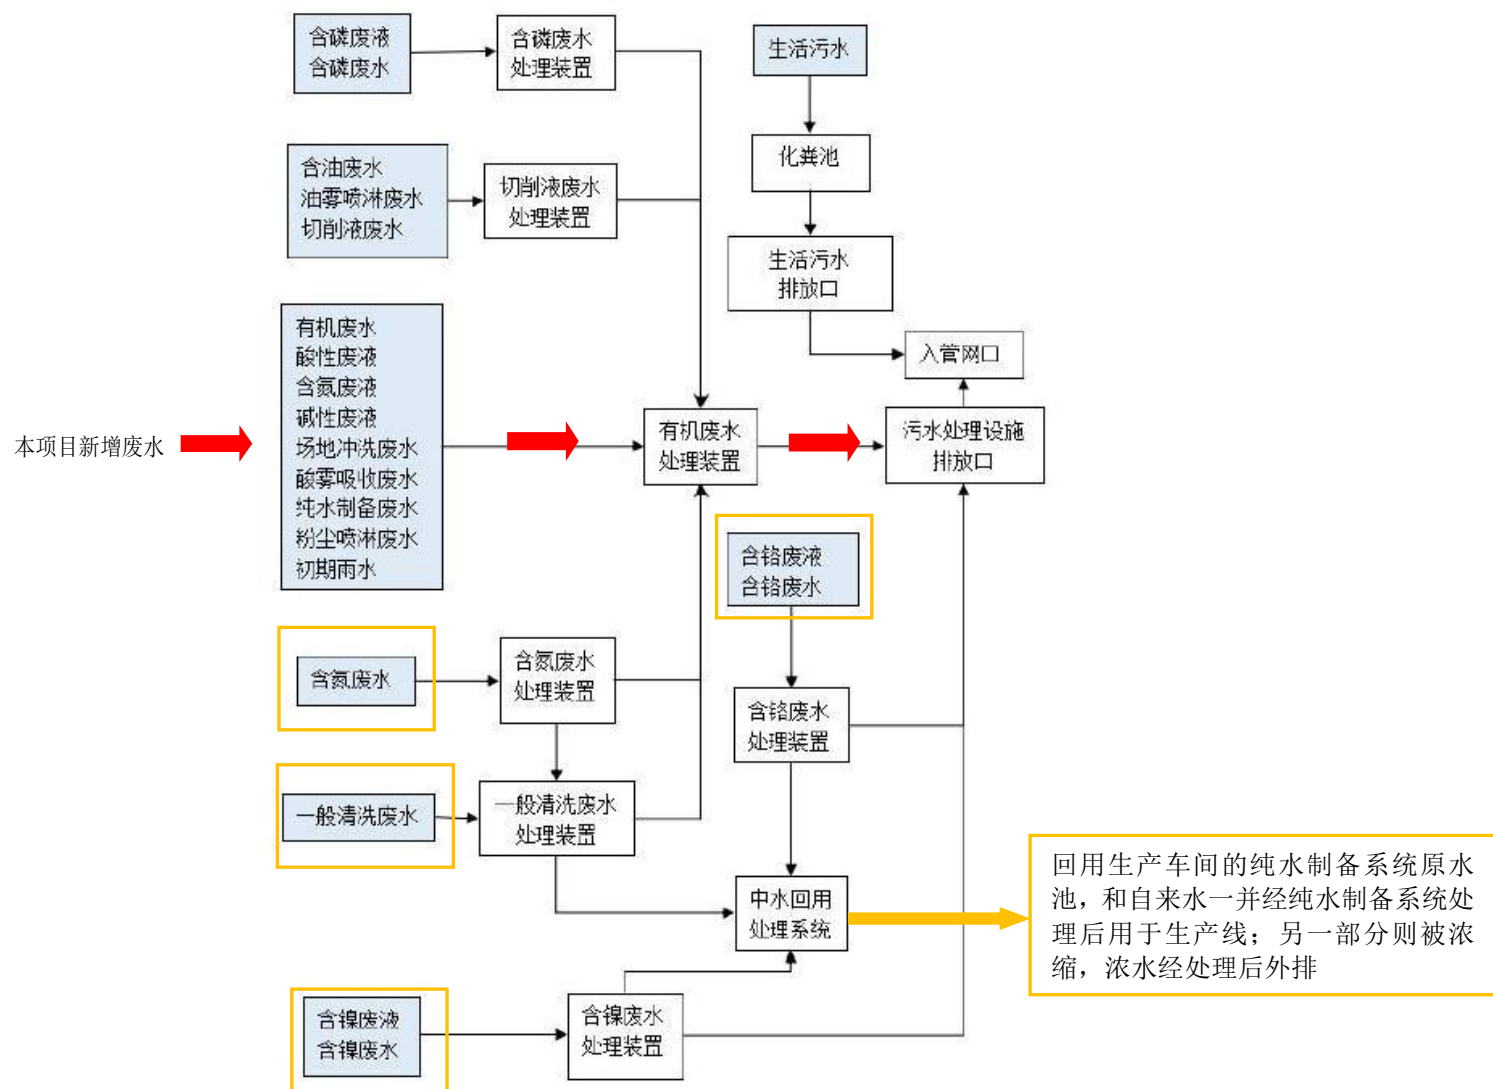 含磷废液
含磷废水
含磷废水
处理装置
生活污水
化粪池
含油废水
油雾喷淋废水
切削液废水
切削液废水
处理装置
生活污水
排放口
入管网口
本项目新增废水
有机废水
酸性废液
含氮废液
碱性废液
场地冲洗废水
酸雾吸收废水
纯水制备废水
粉尘喷淋废水
初期雨水
有机废水
处理装置
污水处理设施
排放口
含铬废液
含铬废水
含氮废水
含氮废水
处理装置
含铬废水
处理装置
一般清洗废水
一般清洗废水
处理装置
中水回用
处理系统
回用生产车间的纯水制备系统原水
池，和自来水一并经纯水制备系统处
理后用于生产线；另一部分则被浓
缩，浓水经处理后外排
含镍废液
含镍废水
含镍废水
处理装置